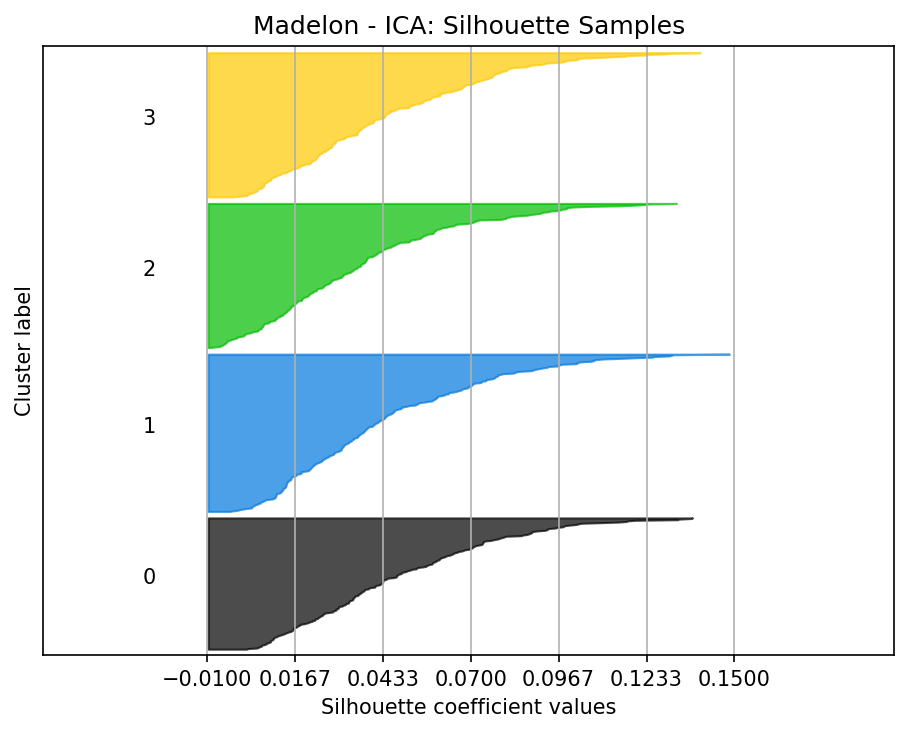 Madelon - ICA: Silhouette Samples
3
2
1
0
Cluster label
−0.0100 0.0167 0.0433 0.0700 0.0967 0.1233 0.1500
Silhouette coefficient values